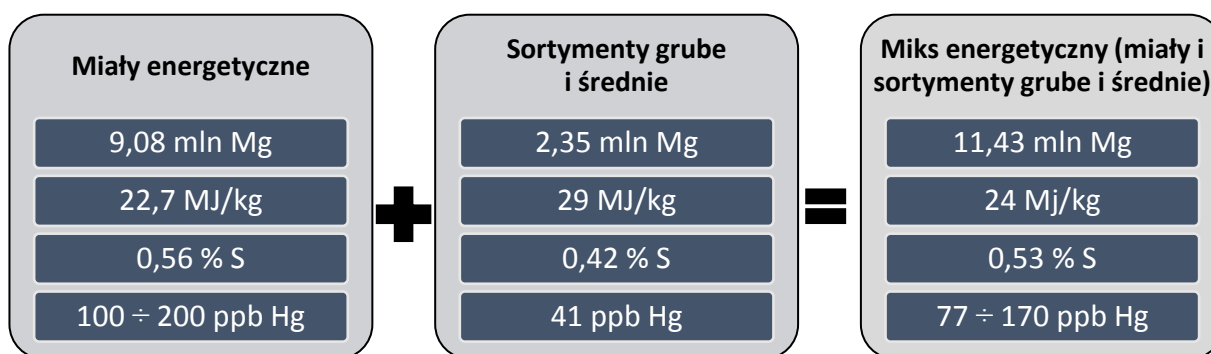 Miały energetyczne
9,08 mln Mg
22,7 MJ/kg
0,56 % S
100 ÷ 200 ppb Hg
Sortymenty grube
i średnie
2,35 mln Mg
29 MJ/kg
0,42 % S
41 ppb Hg
Miks energetyczny (miały i
sortymenty grube i średnie)
11,43 mln Mg
24 Mj/kg
0,53 % S
77 ÷ 170 ppb Hg